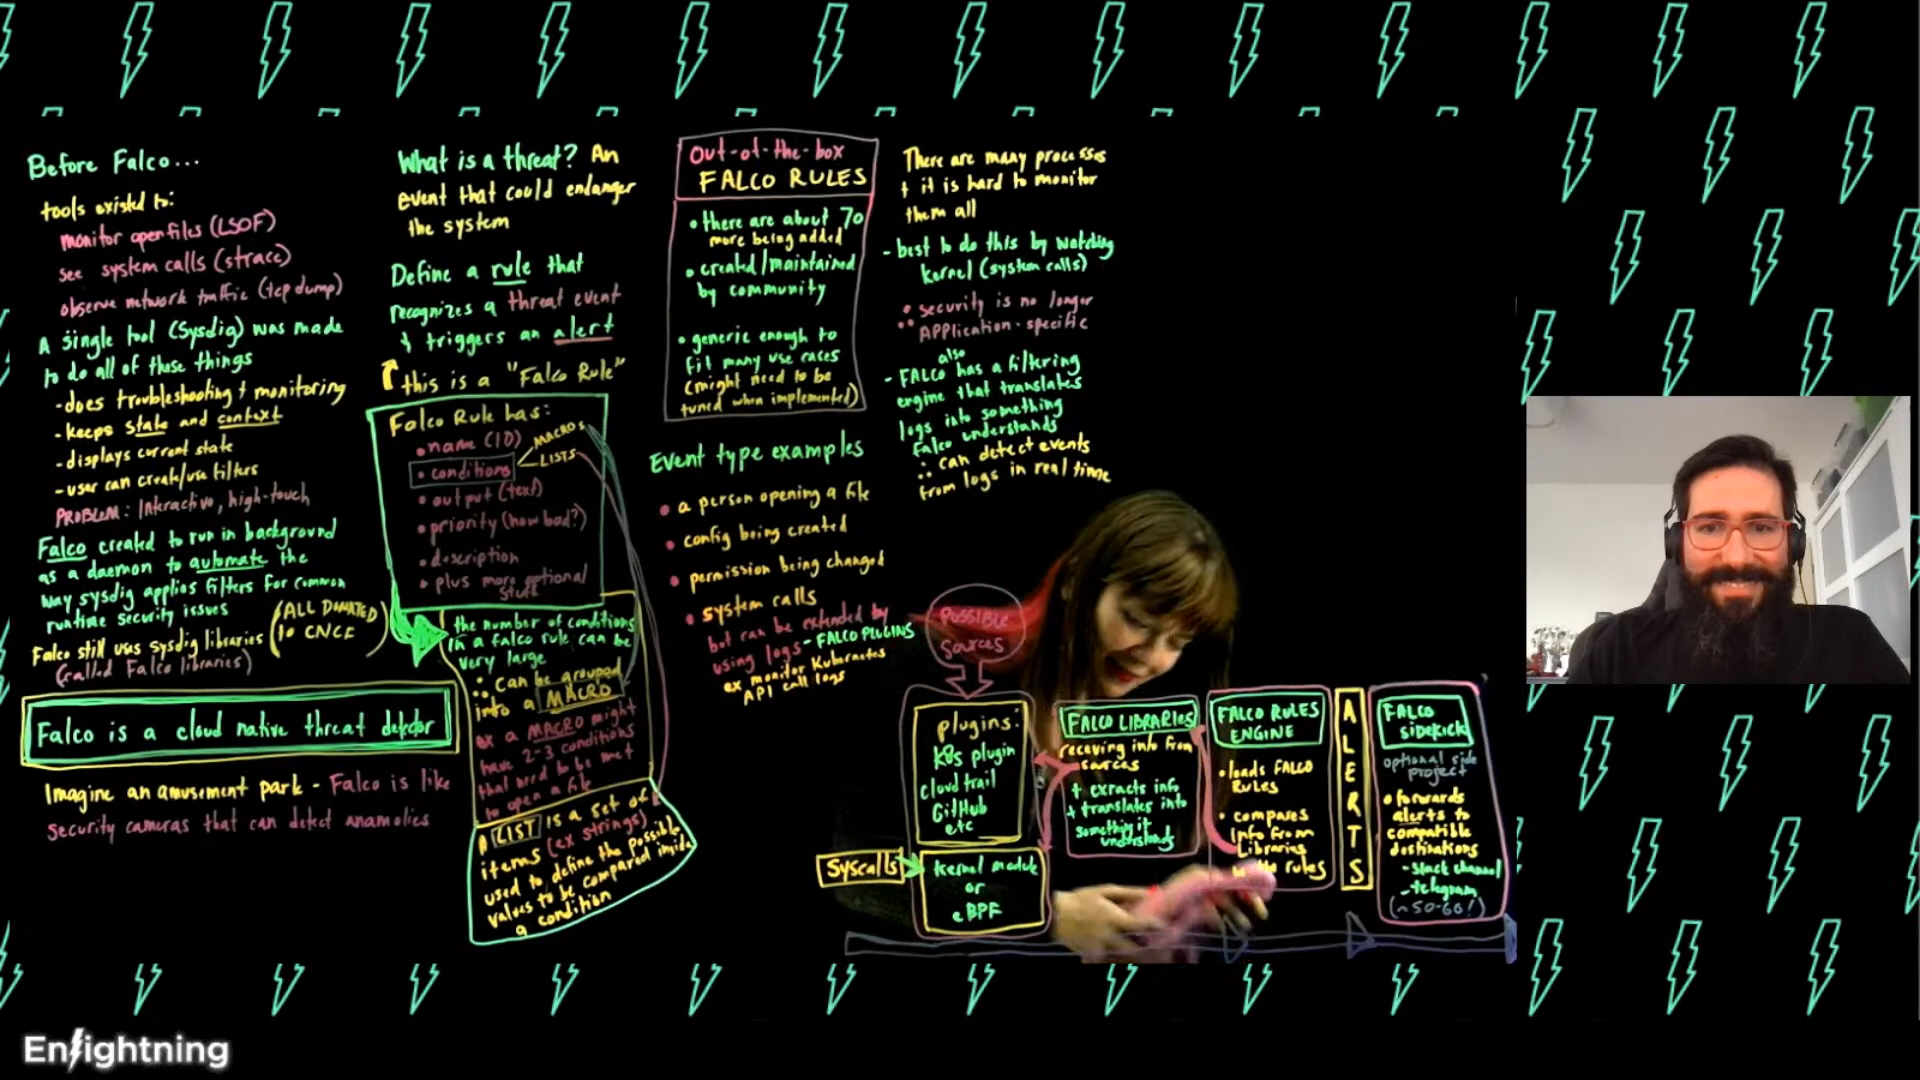 Before Falco...
tools existed to:
monitor open files (LSOF)
see system calls (strace)
observe network traffic (tcpdump)
A single tool (Sysdig) was made
to do all of these things
- does troubleshooting + monitoring
- keeps state and context
- displays current state
- user can create/use filters
PROBLEM: Interactive, high-touch
Falco created to run in background
as a daemon to automate the
way sysdig applies filters for common
runtime security issues
(ALL DONATED
to CNCF)
Falco still uses sysdig libraries
(called Falco libraries)
Falco is a cloud native threat detector
Imagine an amusement park - Falco is like
security cameras that can detect anamolies
What is a threat? An
event that could endanger
the system
Define a rule that
recognizes a threat event
+ triggers an alert
this is a "Falco Rule"
Falco Rule has:
• name (ID)
• conditions
MACROS
LISTS
• output (text)
• priority (how bad?)
• description
• plus more optional
stuff
the number of conditions
in a falco rule can be
very large
∴ can be grouped
into a MACRO
ex a MACRO might
have 2-3 conditions
that need to be met
to open a file
A LIST is a set of
items (ex strings)
used to define the possible
values to be compared inside
a condition
Out-of-the-box
FALCO RULES
• there are about 70
more being added
• created/maintained
by community
• generic enough to
fit many use cases
(might need to be
tuned when implemented)
Event type examples
• a person opening a file
• config being created
• permission being changed
• system calls
but can be extended by
using logs - FALCO PLUGINS
ex monitor Kubernetes
API call logs
There are many processes
+ it is hard to monitor
them all
- best to do this by watching
kernel (system calls)
∴ security is no longer
APPlication-specific
also
- FALCO has a filtering
engine that translates
logs into something
Falco understands
∴ can detect events
from logs in real time
Possible
Sources
plugins:
k8s plugin
cloud trail
GitHub
etc
Syscalls
kernel module
or
eBPF
FALCO LIBRARIES
receving info from
sources
+ exracts info
+ translates into
something it
understands
FALCO RULES
ENGINE
• loads FALCO
RULES
• compares
info from
Libraries
rules
ALERTS
FALCO
SIDEKICK
optional side
project
• forwards
alerts to
compatible
destinations
- slack channel
- telegram
(~50-60!)
Enlightning